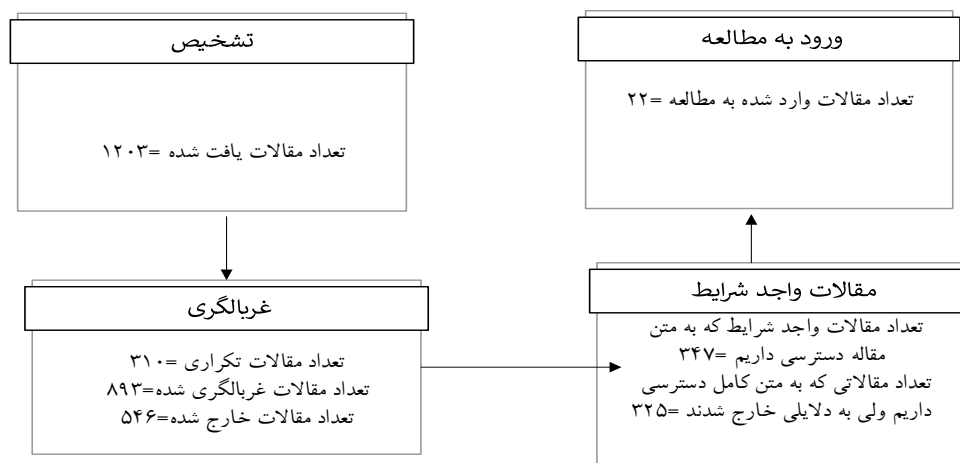 تشخیص
تعداد مقالات یافت شده =۱۲۰۳
غربالگری
تعداد مقالات تکراری =۳۱۰
تعداد مقالات غربالگری شده=۸۹۳
تعداد مقالات خارج شده=۵۴۶
مقالات واجد شرایط
تعداد مقالات واجد شرایط که به متن
مقاله دسترسی داریم =۳۴۷
تعداد مقالاتی که به متن کامل دسترسی
داریم ولی به دلایلی خارج شدند =۳۲۵
ورود به مطالعه
تعداد مقالات وارد شده به مطالعه =۲۲